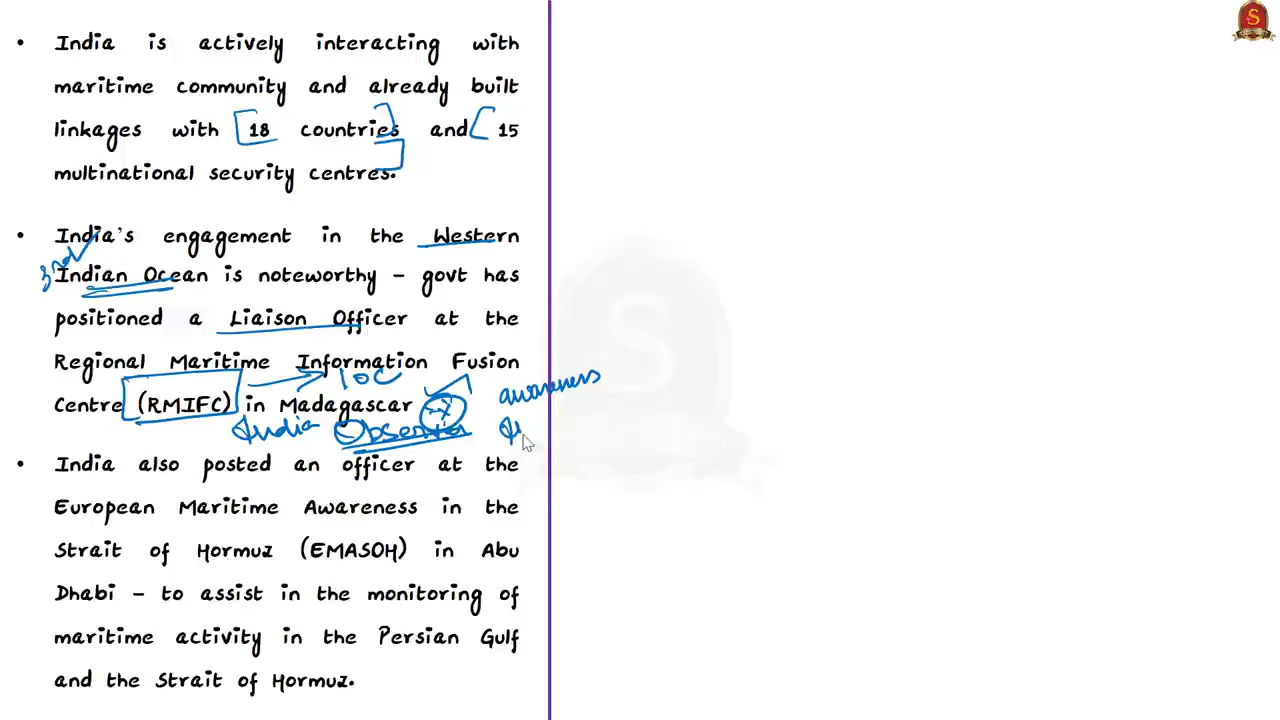 • India is actively interacting with
maritime community and already built
linkages with [18 countries] and [15
multinational security centres.]
• India's engagement in the Western
3rd
Indian Ocean is noteworthy – govt has
positioned a Liaison Officer at the
Regional Maritime Information Fusion
IOC
awareness
Centre (RMIFC) in Madagascar
India Observer
• India also posted an officer at the
European Maritime Awareness in the
Strait of Hormuz (EMASOH) in Abu
Dhabi – to assist in the monitoring of
maritime activity in the Persian Gulf
and the Strait of Hormuz.
S
S